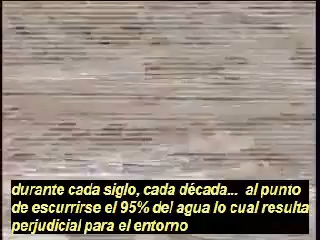 durante cada siglo, cada década... al punto
de escurrirse el 95% del agua lo cual resulta
perjudicial para el entorno